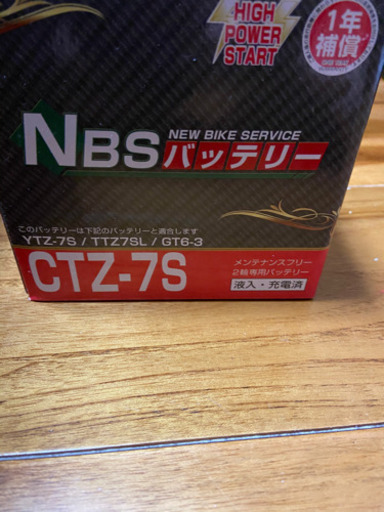 HIGH
POWER
START
1年
補償
NBS
NEW BIKE SERVICE
バッテリー
このバッテリーは下記のバッテリーと適合します
YTZ-7S / TTZ7SL / GT6-3
CTZ-7S
メンテナンスフリー
2輪専用バッテリー
液入・充電済